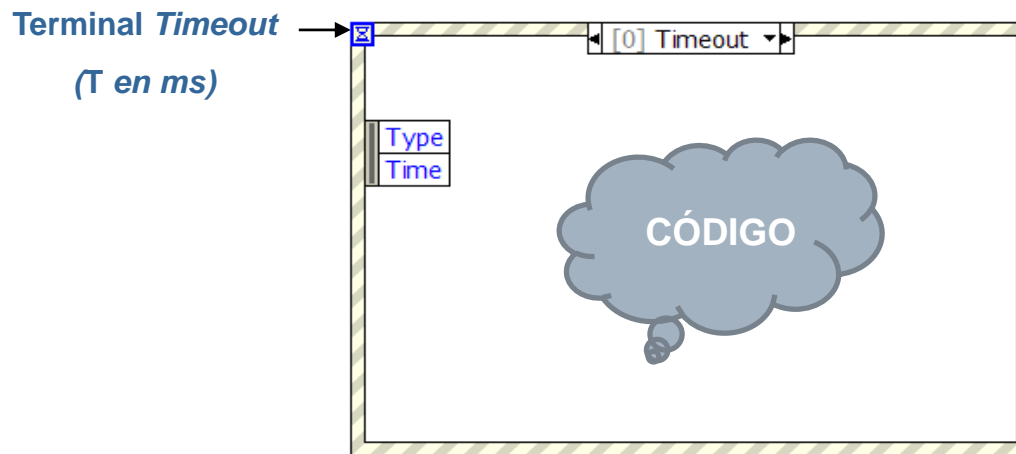 Terminal Timeout
(T en ms)
[0] Timeout
Type
Time
CÓDIGO